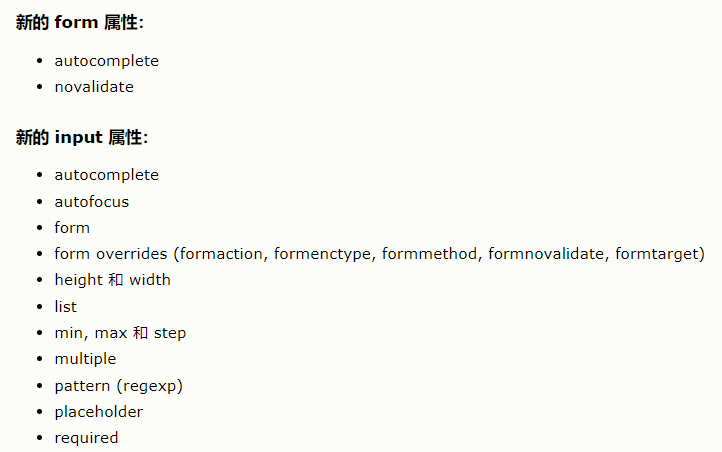 新的 form 属性：
autocomplete
novalidate
新的 input 属性：
autocomplete
autofocus
form
form overrides (formaction, formenctype, formmethod, formnovalidate, formtarget)
height 和 width
list
min, max 和 step
multiple
pattern (regexp)
placeholder
required